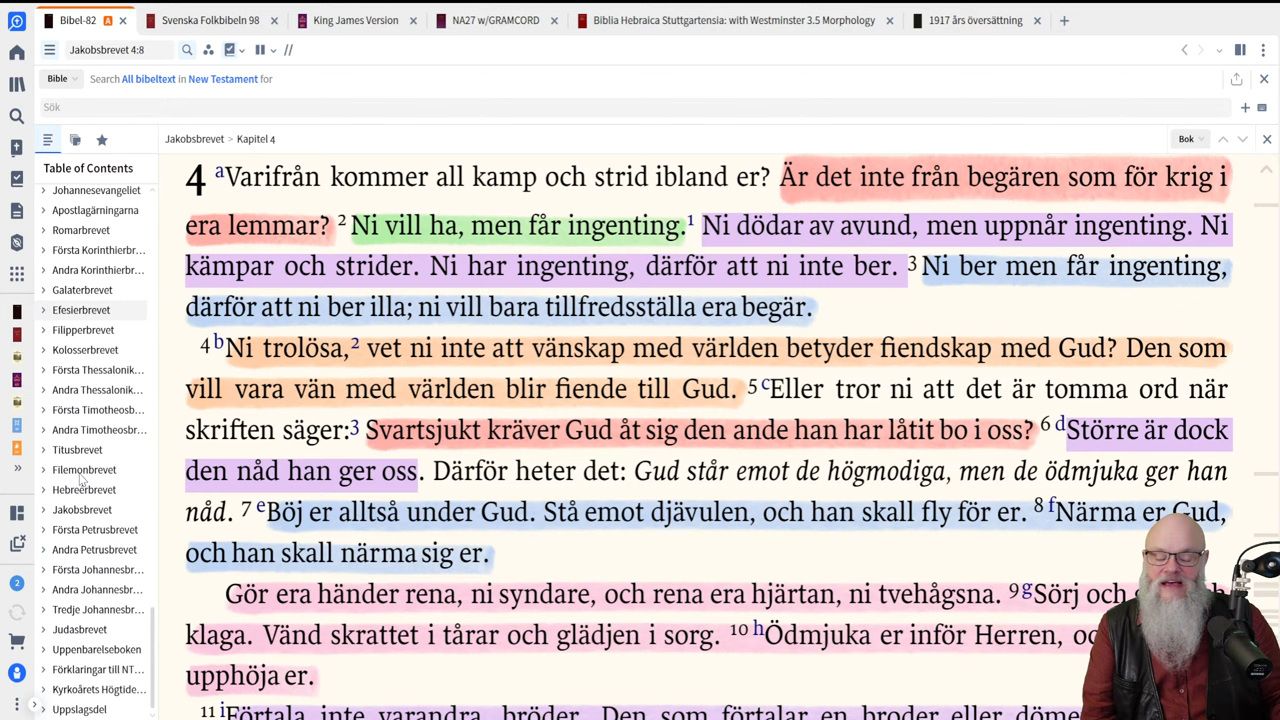 Bibel-82 A
Svenska Folkbibeln 98
King James Version
NA27 w/GRAMCORD
Biblia Hebraica Stuttgartensia: with Westminster 3.5 Morphology
1917 års översättning
Jakobsbrevet 4:8
Bible Search All bibeltext in New Testament for
Sök
Jakobsbrevet > Kapitel 4
Bok
Table of Contents
Johannesevangeliet
Apostlagärningarna
Romarbrevet
Första Korinthierbr...
Andra Korinthierbr...
Galaterbrevet
Efesierbrevet
Filipperbrevet
Kolosserbrevet
Första Thessalonik...
Andra Thessalonik...
Första Timotheosb...
Andra Timotheosbr...
Titusbrevet
Filemonbrevet
Hebreerbrevet
Jakobsbrevet
Första Petrusbrevet
Andra Petrusbrevet
Första Johannesbr...
Andra Johannesbr...
Tredje Johannesbr...
Judasbrevet
Uppenbarelseboken
Förklaringar till NT...
Kyrkoårets Högtide...
Uppslagsdel
2
4 aVarifrån kommer all kamp och strid ibland er? Är det inte från begären som för krig i
era lemmar? 2 Ni vill ha, men får ingenting.1 Ni dödar av avund, men uppnår ingenting. Ni
kämpar och strider. Ni har ingenting, därför att ni inte ber. 3 Ni ber men får ingenting,
därför att ni ber illa; ni vill bara tillfredsställa era begär.
4 bNi trolösa,2 vet ni inte att vänskap med världen betyder fiendskap med Gud? Den som
vill vara vän med världen blir fiende till Gud. 5 cEller tror ni att det är tomma ord när
skriften säger:3 Svartsjukt kräver Gud åt sig den ande han har låtit bo i oss? 6 dStörre är dock
den nåd han ger oss. Därför heter det: Gud står emot de högmodiga, men de ödmjuka ger han
nåd. 7 eBöj er alltså under Gud. Stå emot djävulen, och han skall fly för er. 8 fNärma er Gud,
och han skall närma sig er.
Gör era händer rena, ni syndare, och rena era hjärtan, ni tvehågsna. 9 gSörj och
klaga. Vänd skrattet i tårar och glädjen i sorg. 10 hÖdmjuka er inför Herren,
upphöja er.
11 iFörtala inte varandra, bröder. Den som förtalar en broder eller